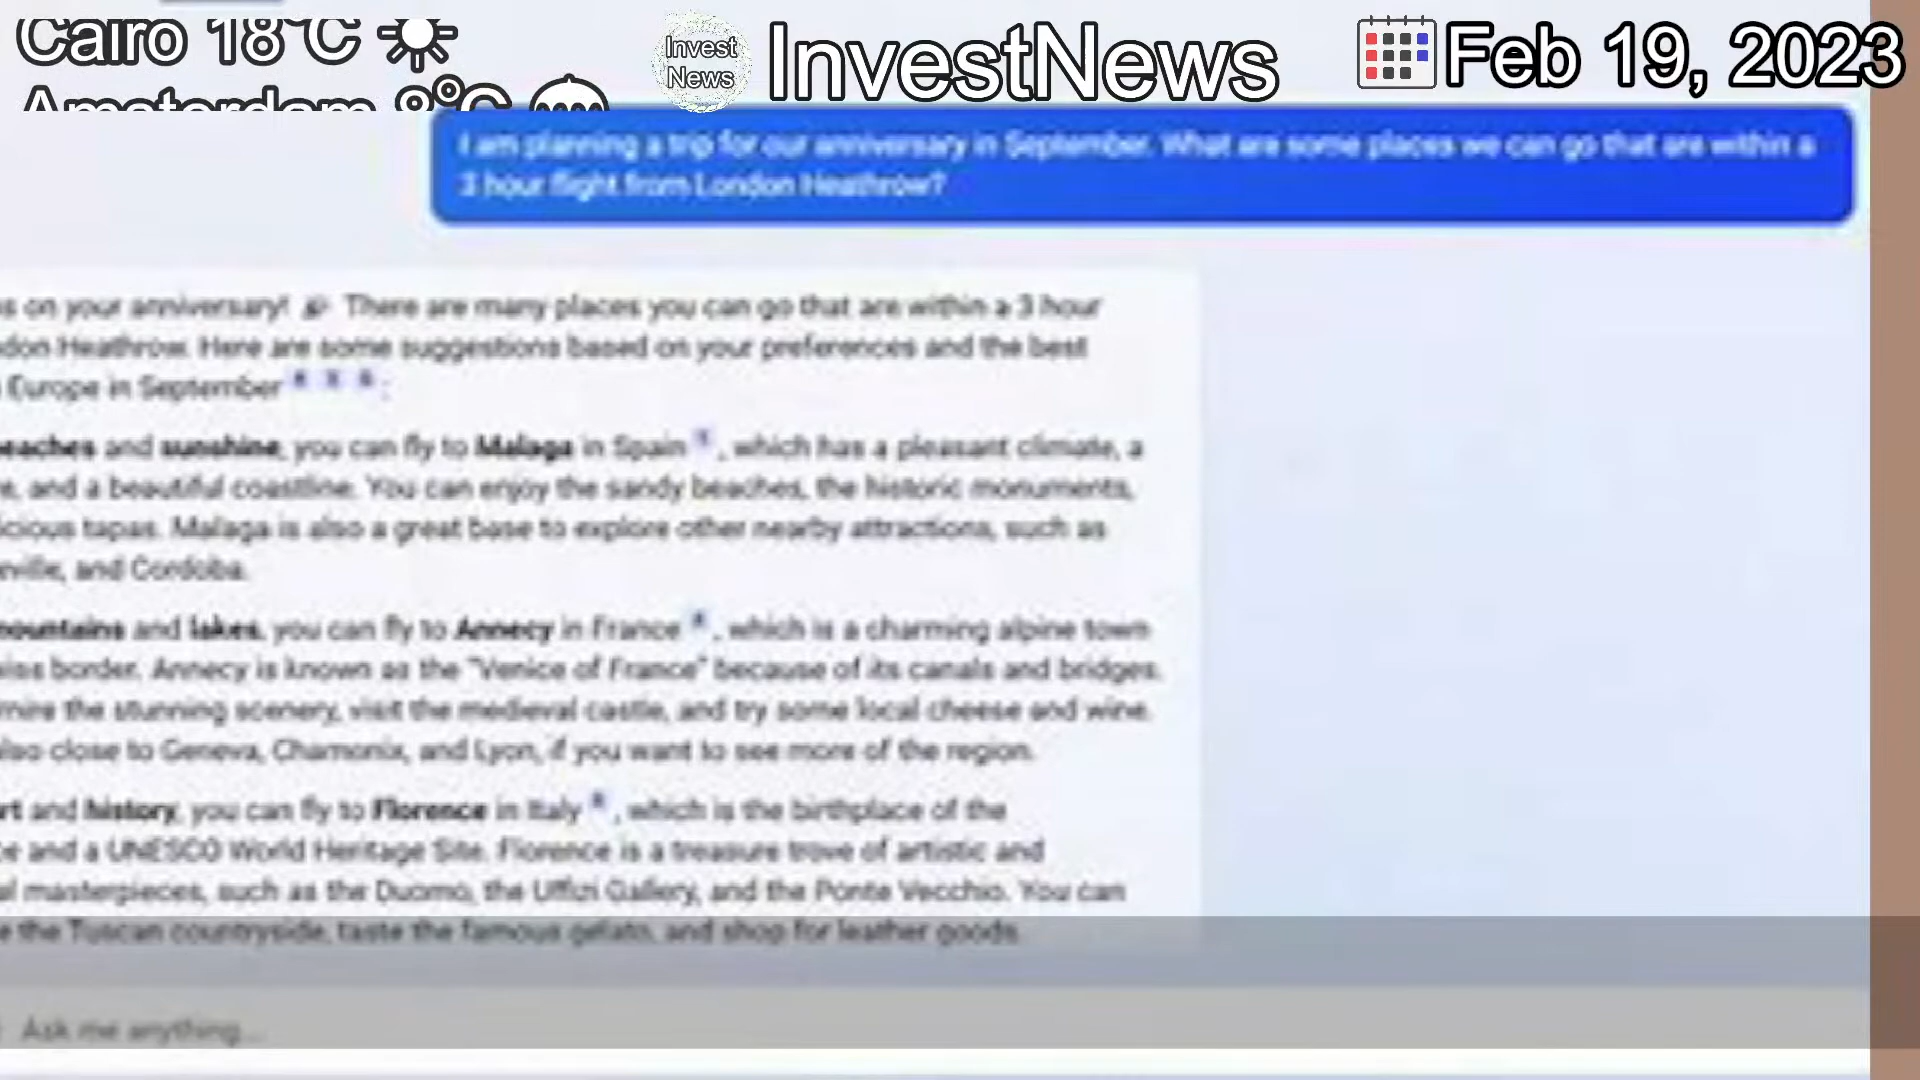 Cairo 18°C
Amsterdam 8°C
Invest
News
InvestNews
Feb 19, 2023
I am planning a trip for our anniversary in September. What are some places we can go that are within a
3 hour flight from London Heathrow?
s on your anniversary! There are many places you can go that are within a 3 hour
don Heathrow. Here are some suggestions based on your preferences and the best
Europe in September :
eaches and sunshine, you can fly to Malaga in Spain , which has a pleasant climate, a
e, and a beautiful coastline. You can enjoy the sandy beaches, the historic monuments,
icious tapas. Malaga is also a great base to explore other nearby attractions, such as
eville, and Cordoba.
mountains and lakes, you can fly to Annecy in France , which is a charming alpine town
iss border. Annecy is known as the "Venice of France" because of its canals and bridges.
mire the stunning scenery, visit the medieval castle, and try some local cheese and wine.
also close to Geneva, Chamonix, and Lyon, if you want to see more of the region.
rt and history, you can fly to Florence in Italy , which is the birthplace of the
ce and a UNESCO World Heritage Site. Florence is a treasure trove of artistic and
al masterpieces, such as the Duomo, the Uffizi Gallery, and the Ponte Vecchio. You can
e the Tuscan countryside, taste the famous gelato, and shop for leather goods.
Ask me anything...